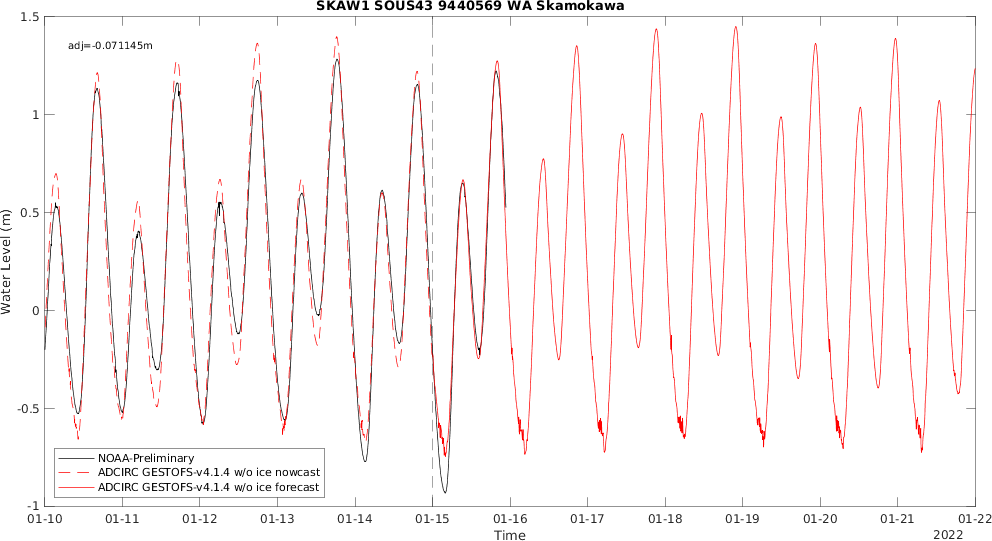 SKAW1 SOUS43 9440569 WA Skamokawa
adj=-0.071145m
1.5
1
0.5
0
-0.5
-1
Water Level (m)
NOAA-Preliminary
ADCIRC GESTOFS-v4.1.4 w/o ice nowcast
ADCIRC GESTOFS-v4.1.4 w/o ice forecast
01-10 01-11 01-12 01-13 01-14 01-15 01-16 01-17 01-18 01-19 01-20 01-21 01-22
Time
2022